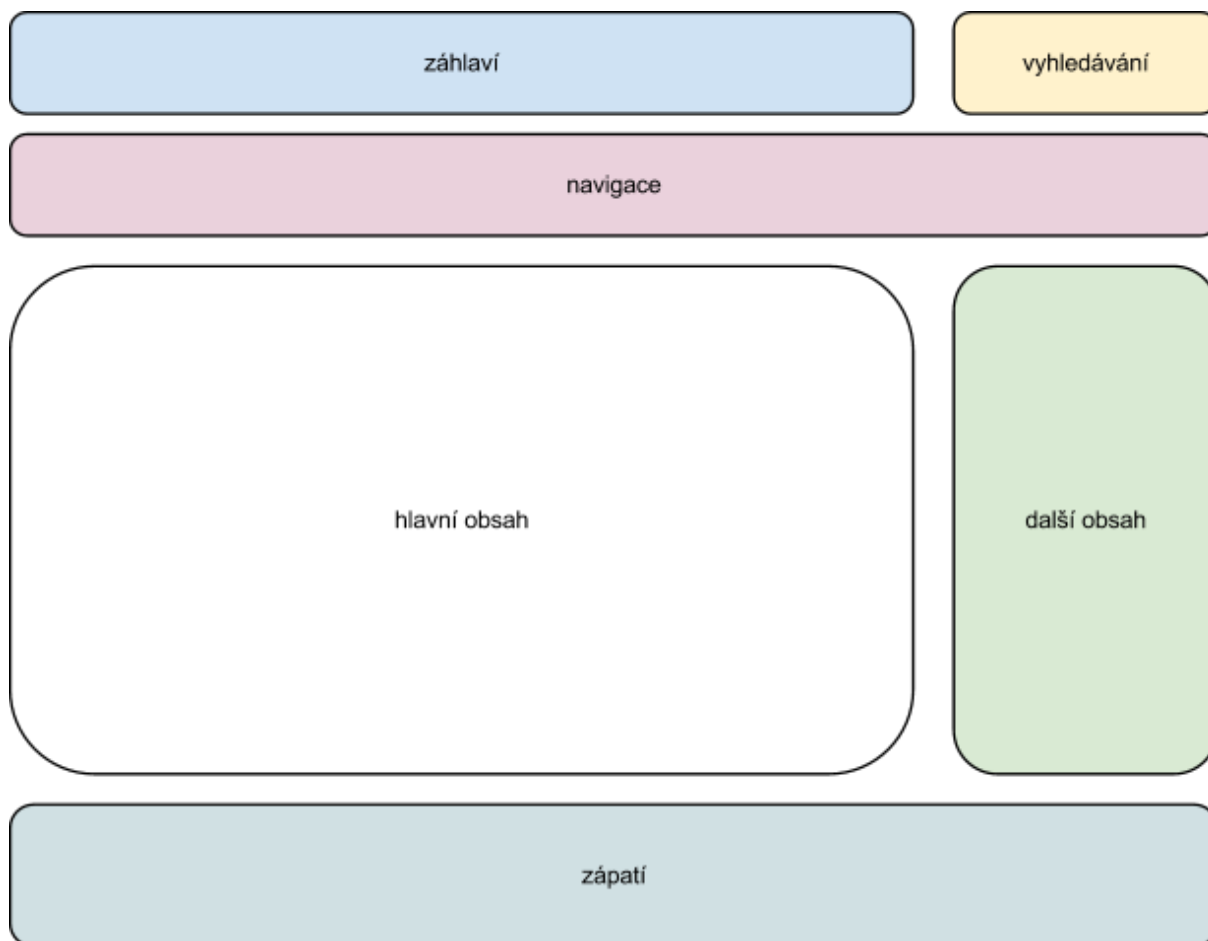 záhlaví
vyhledávání
navigace
hlavní obsah
další obsah
zápatí